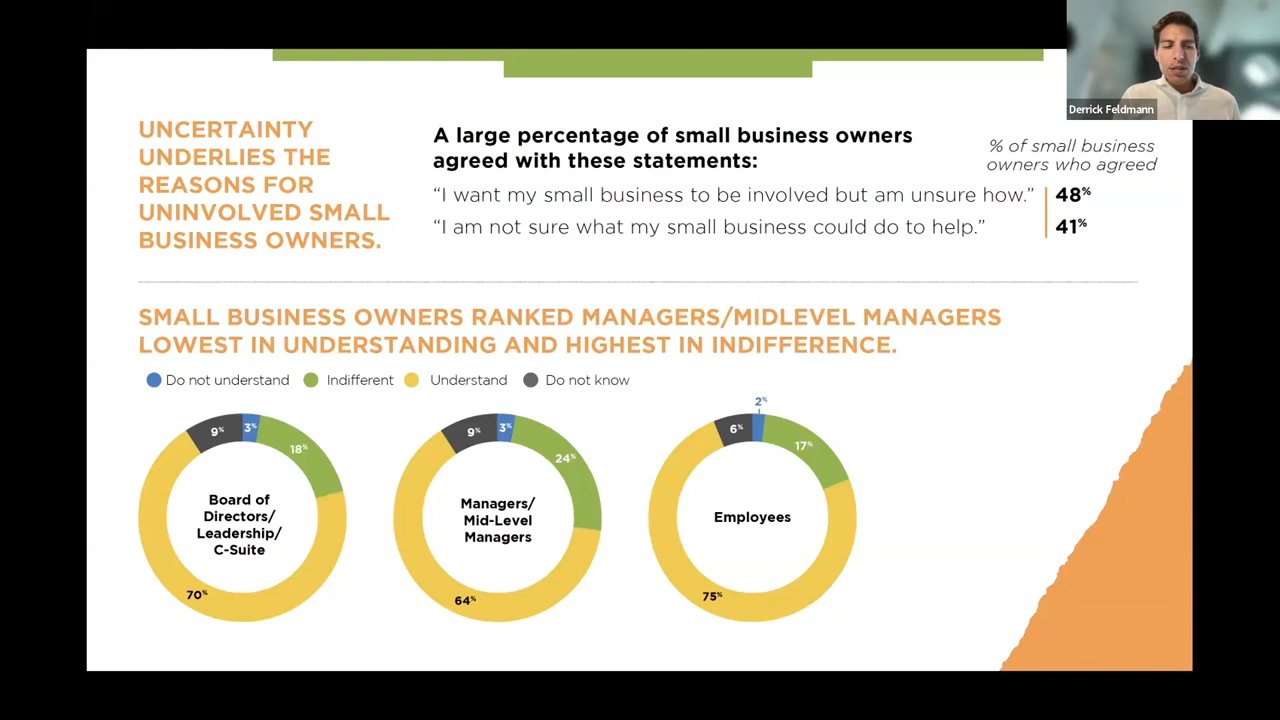 Derrick Feldmann
UNCERTAINTY
UNDERLIES THE
REASONS FOR
UNINVOLVED SMALL
BUSINESS OWNERS.
A large percentage of small business owners
agreed with these statements:
% of small business
owners who agreed
“I want my small business to be involved but am unsure how.” 48%
“I am not sure what my small business could do to help.” 41%
SMALL BUSINESS OWNERS RANKED MANAGERS/MIDLEVEL MANAGERS
LOWEST IN UNDERSTANDING AND HIGHEST IN INDIFFERENCE.
Do not understand Indifferent Understand Do not know
9% 3%
18%
Board of
Directors/
Leadership/
C-Suite
70%
9% 3%
24%
Managers/
Mid-Level
Managers
64%
2%
6%
17%
Employees
75%